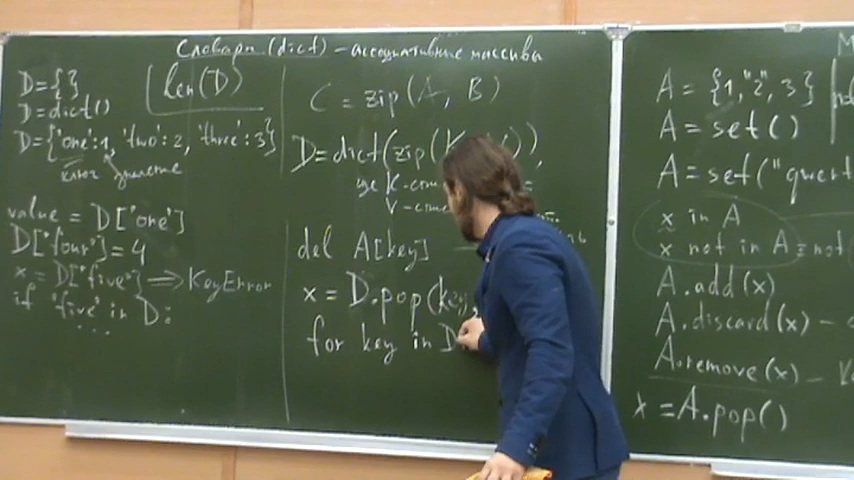 Словари (dict) - ассоциативные массивы
D={}
len(D)
D=dict()
D={'one':1, 'two':2, 'three':3}
ключ значение
value = D['one']
D['four']=4
x = D['five'] => KeyError
if 'five' in D:
...
C = zip(A, B)
D=dict(zip(K
где K-
V-
del A[key]
x = D.pop(key,
for key in D
A = {1,"2",3}
A = set()
A = set("qwert
x in A
x not in A ≡ not
A.add(x)
A.discard(x) -
A.remove(x) - K
x = A.pop()